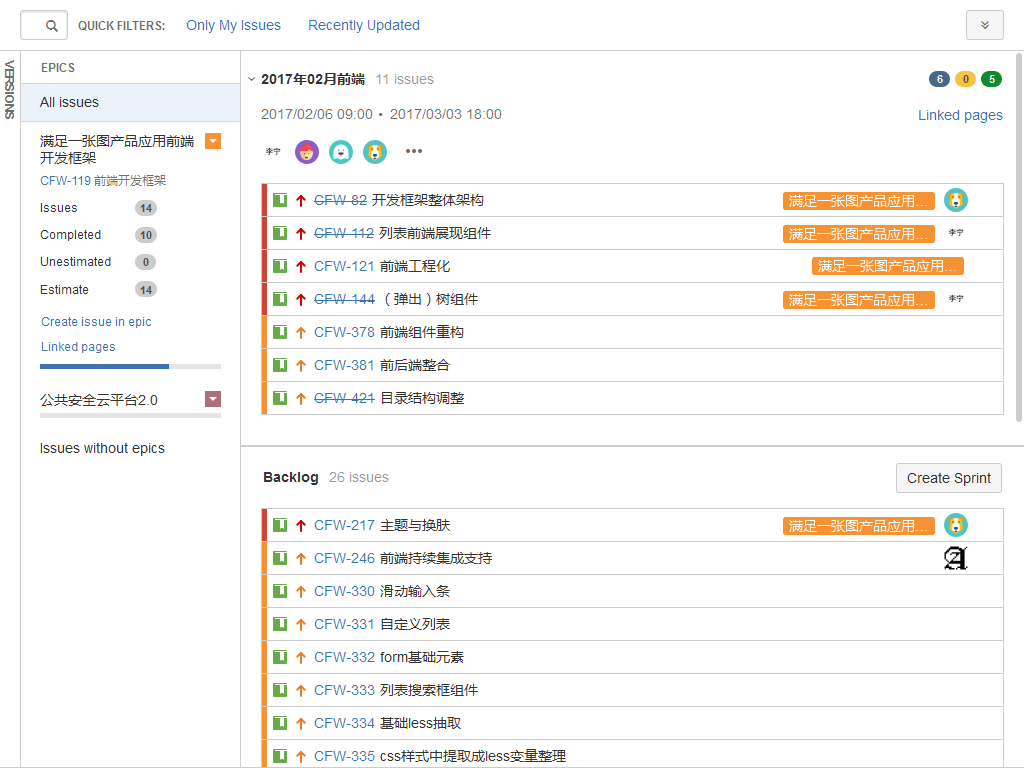 QUICK FILTERS: Only My Issues Recently Updated
VERSIONS
EPICS
All issues
满足一张图产品应用前端
开发框架
CFW-119 前端开发框架
Issues 14
Completed 10
Unestimated 0
Estimate 14
Create issue in epic
Linked pages
公共安全云平台2.0
Issues without epics
2017年02月前端 11 issues 6 0 5
2017/02/06 09:00 • 2017/03/03 18:00 Linked pages
李宁 •••
CFW-82 开发框架整体架构 满足一张图产品应用...
CFW-112 列表前端展现组件 满足一张图产品应用... 李宁
CFW-121 前端工程化 满足一张图产品应用...
CFW-144 （弹出）树组件 满足一张图产品应用... 李宁
CFW-378 前端组件重构
CFW-381 前后端整合
CFW-421 目录结构调整
Backlog 26 issues Create Sprint
CFW-217 主题与换肤 满足一张图产品应用...
CFW-246 前端持续集成支持 A
CFW-330 滑动输入条
CFW-331 自定义列表
CFW-332 form基础元素
CFW-333 列表搜索框组件
CFW-334 基础less抽取
CFW-335 css样式中提取成less变量整理